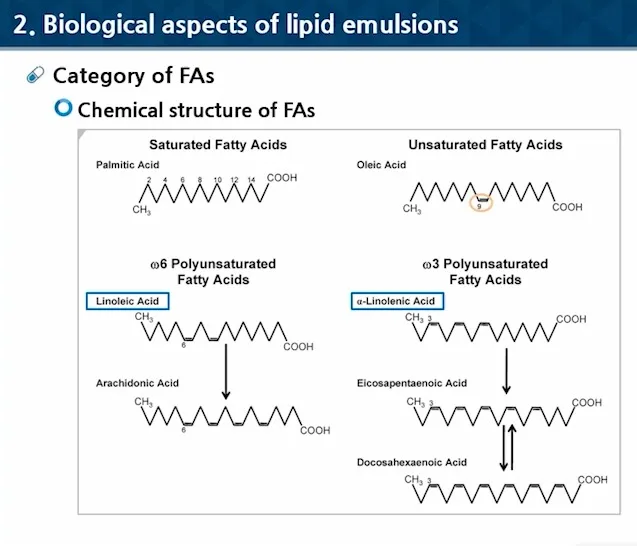 2. Biological aspects of lipid emulsions
Category of FAs
Chemical structure of FAs
Saturated Fatty Acids
Palmitic Acid
2 4 6 8 10 12 14 COOH
CH3
Unsaturated Fatty Acids
Oleic Acid
CH3 9 COOH
ω6 Polyunsaturated
Fatty Acids
Linoleic Acid
CH3
6 COOH
Arachidonic Acid
CH3
6 COOH
ω3 Polyunsaturated
Fatty Acids
α-Linolenic Acid
CH3 3 COOH
Eicosapentaenoic Acid
CH3 3 COOH
Docosahexaenoic Acid
CH3 3 COOH